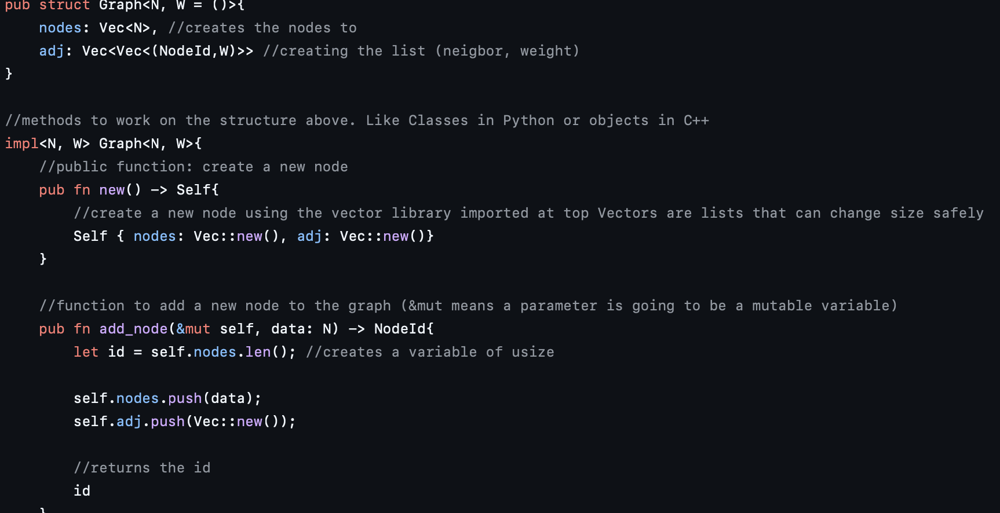 pub struct Graph<N, W = ()>{
    nodes: Vec<N>, //creates the nodes to
    adj: Vec<Vec<(NodeId,W)>> //creating the list (neigbor, weight)
}

//methods to work on the structure above. Like Classes in Python or objects in C++
impl<N, W> Graph<N, W>{
    //public function: create a new node
    pub fn new() -> Self{
        //create a new node using the vector library imported at top Vectors are lists that can change size safely
        Self { nodes: Vec::new(), adj: Vec::new()}
    }

    //function to add a new node to the graph (&mut means a parameter is going to be a mutable variable)
    pub fn add_node(&mut self, data: N) -> NodeId{
        let id = self.nodes.len(); //creates a variable of usize

        self.nodes.push(data);
        self.adj.push(Vec::new());

        //returns the id
        id
    }